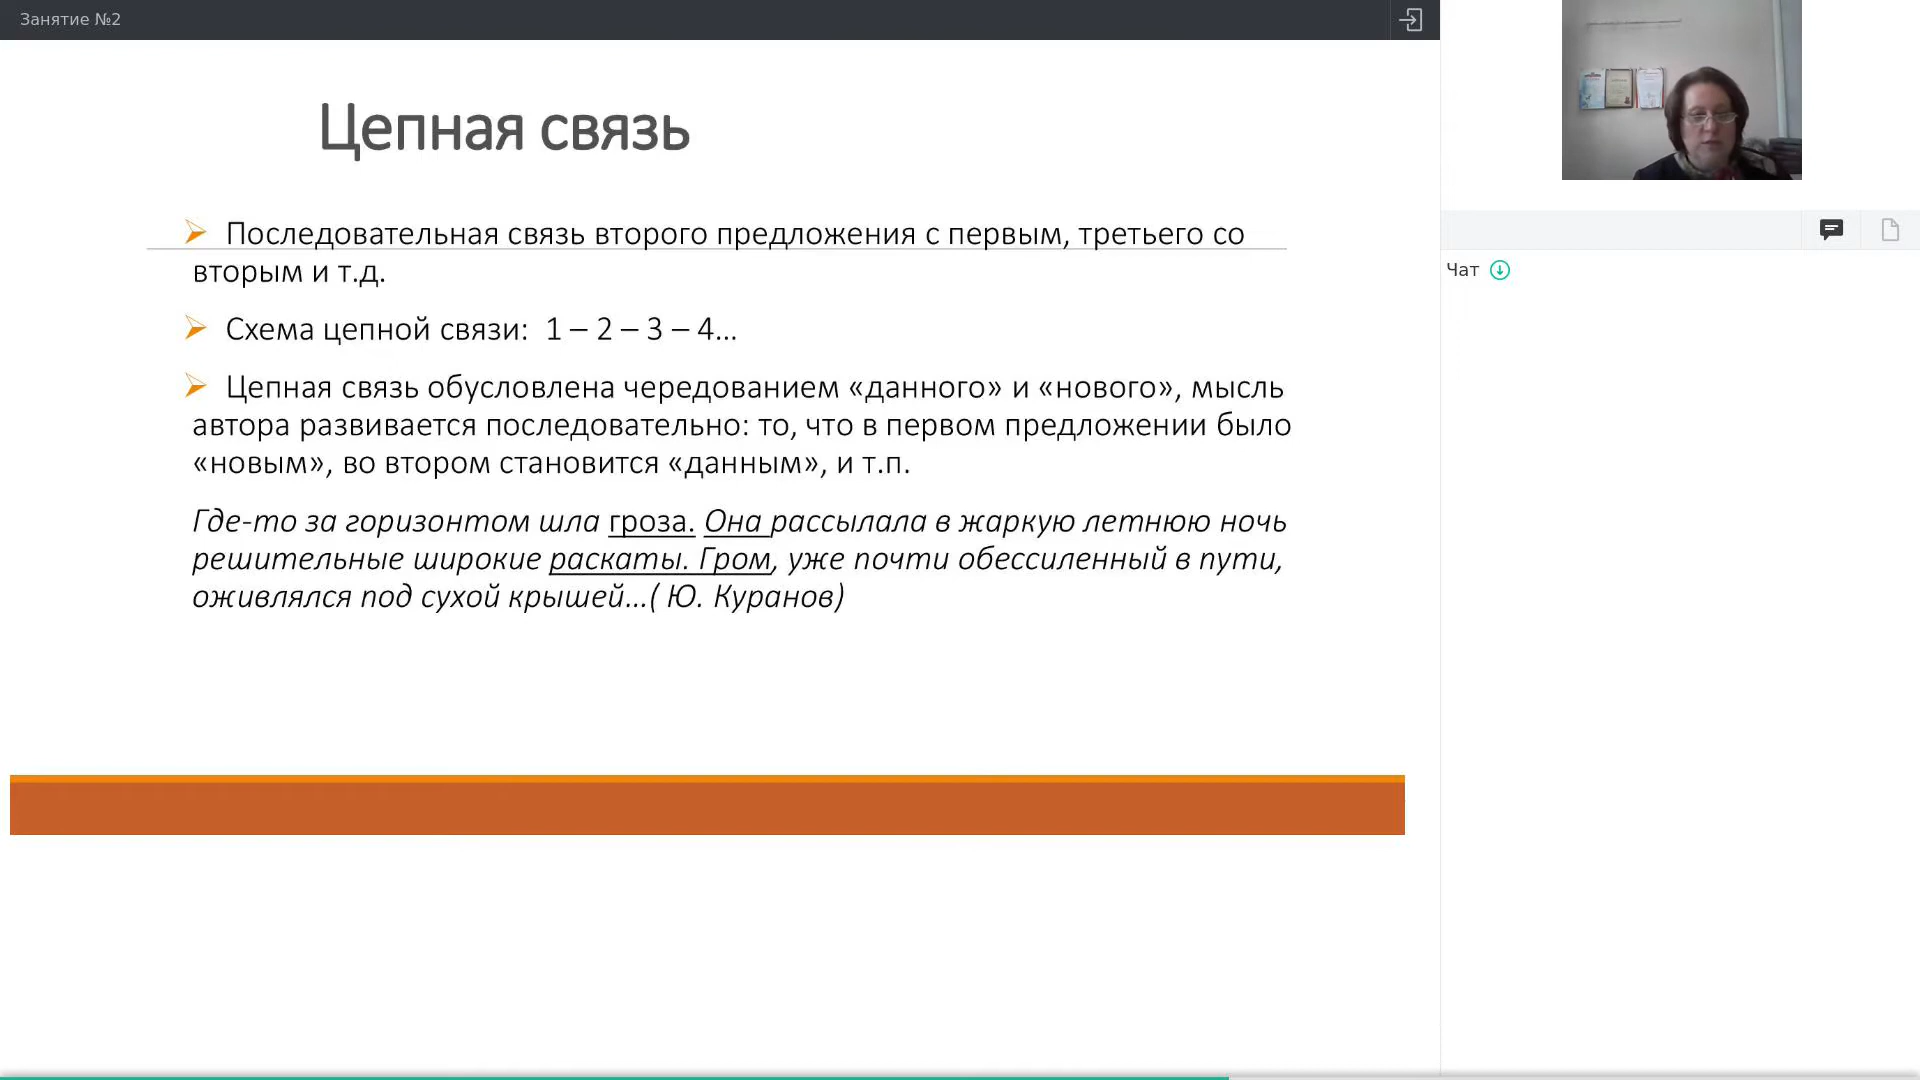 Занятие №2
Цепная связь
Последовательная связь второго предложения с первым, третьего со
вторым и т.д.
Схема цепной связи: 1 – 2 – 3 – 4...
Цепная связь обусловлена чередованием «данного» и «нового», мысль
автора развивается последовательно: то, что в первом предложении было
«новым», во втором становится «данным», и т.п.
Где-то за горизонтом шла гроза. Она рассылала в жаркую летнюю ночь
решительные широкие раскаты. Гром, уже почти обессиленный в пути,
оживлялся под сухой крышей...( Ю. Куранов)
Чат